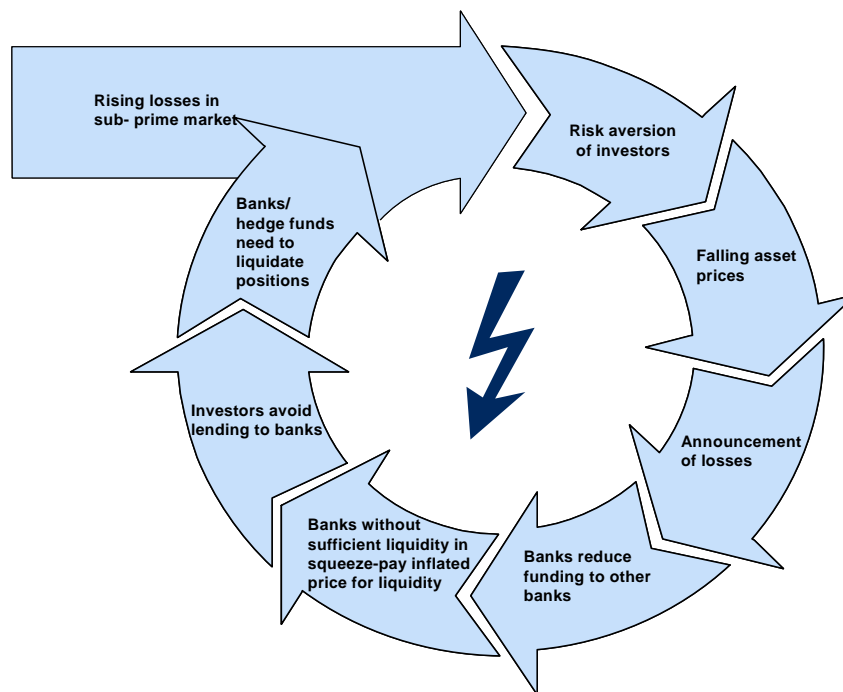 Rising losses in
sub- prime market
Risk aversion
of investors
Falling asset
prices
Announcement
of losses
Banks reduce
funding to other
banks
Banks without
sufficient liquidity in
squeeze-pay inflated
price for liquidity
Investors avoid
lending to banks
Banks/
hedge funds
need to
liquidate
positions